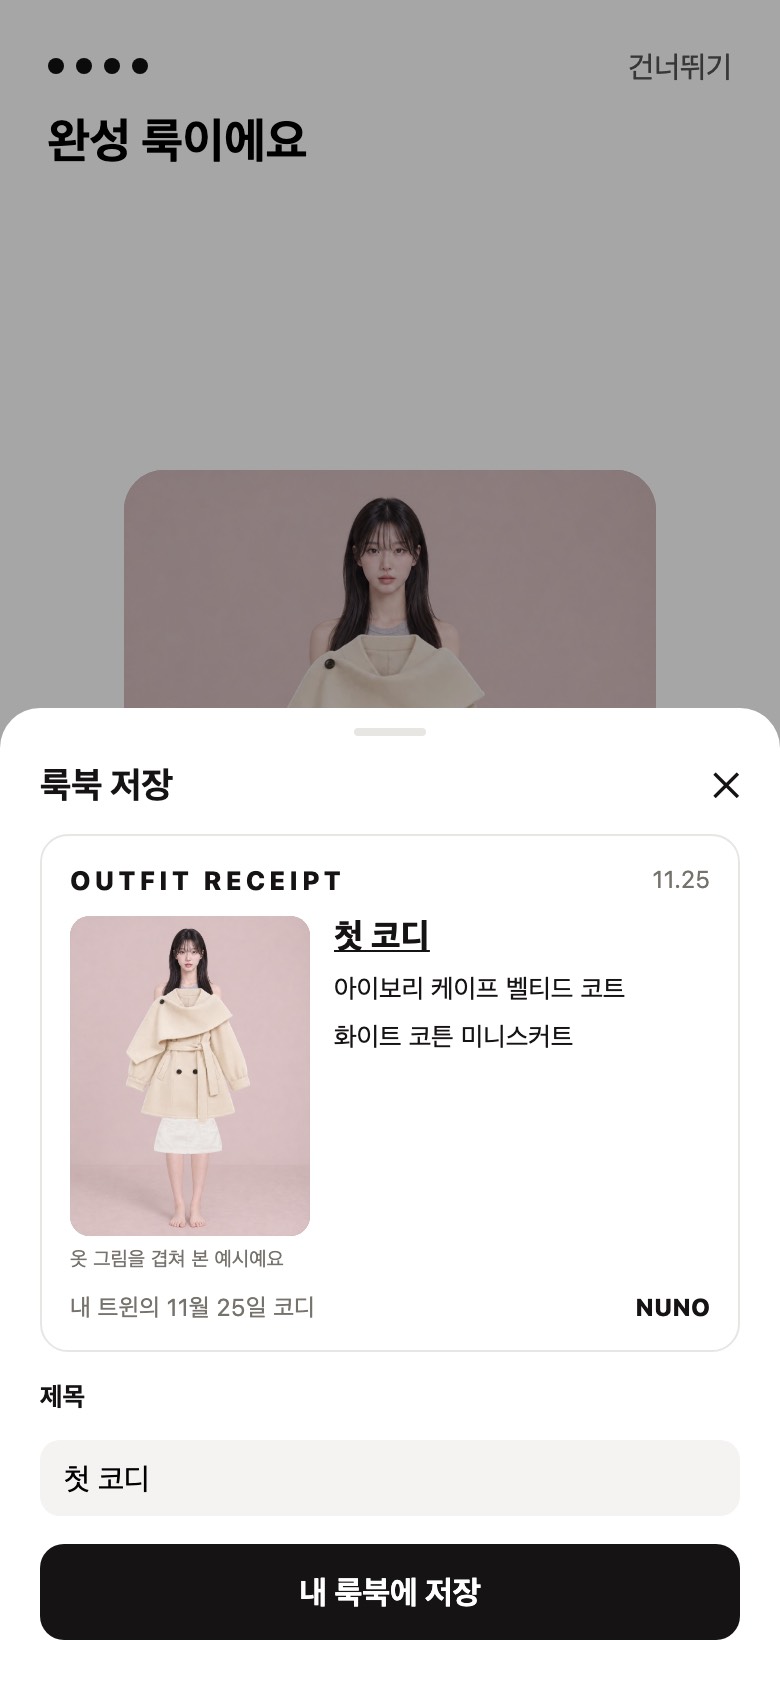 건너뛰기
완성 룩이에요
룩북 저장
OUTFIT RECEIPT
11.25
첫 코디
아이보리 케이프 벨티드 코트
화이트 코튼 미니스커트
옷 그림을 겹쳐 본 예시예요
내 트윈의 11월 25일 코디
NUNO
제목
첫 코디
내 룩북에 저장